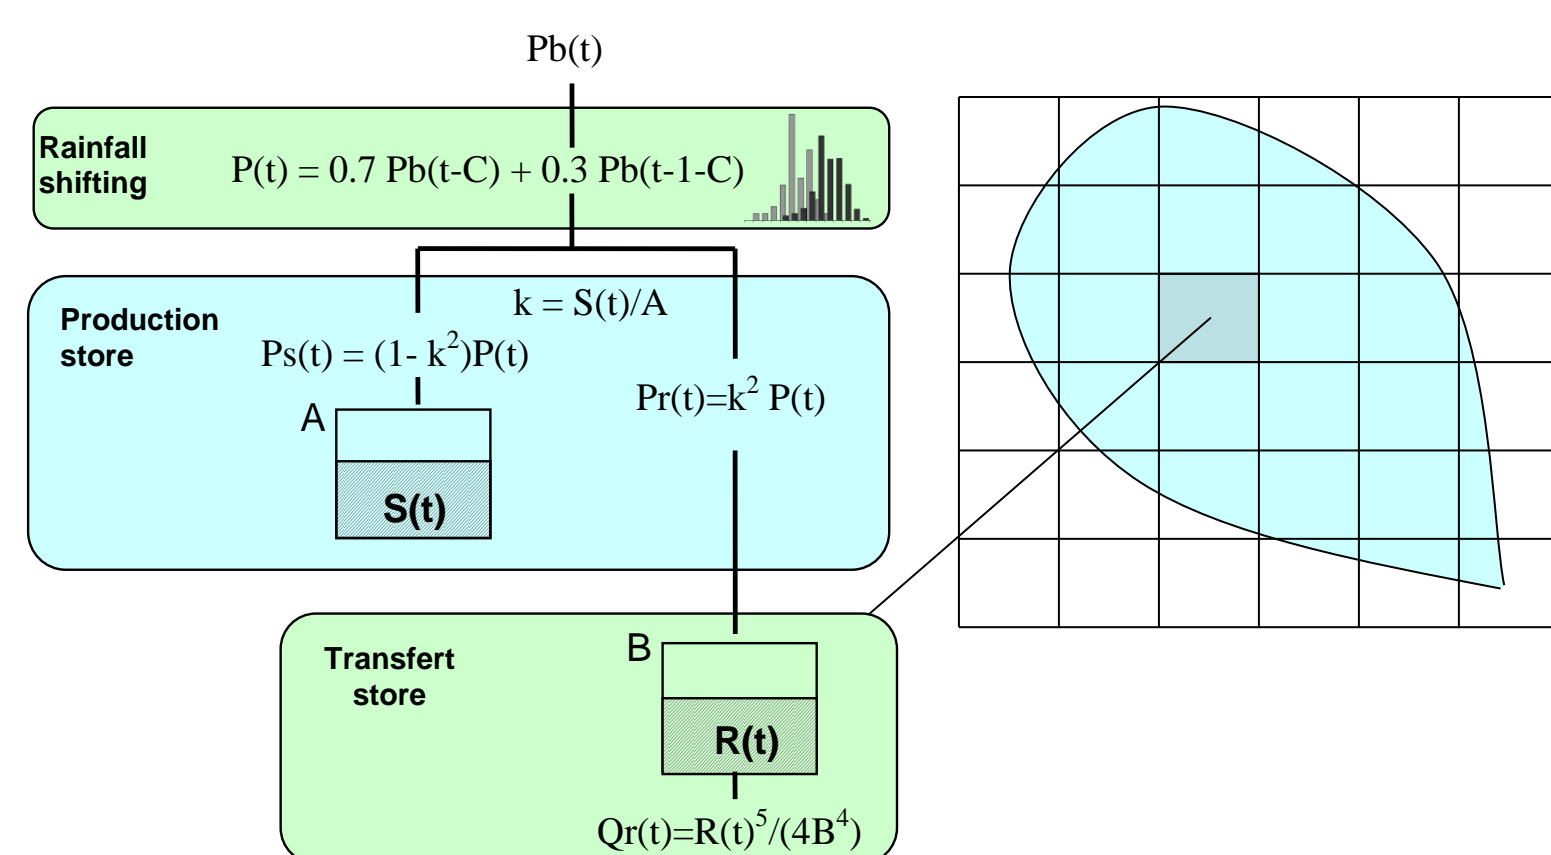 Pb(t)
Rainfall
shifting
P(t) = 0.7 Pb(t-C) + 0.3 Pb(t-1-C)
Production
store
k = S(t)/A
Ps(t) = (1- k²)P(t)
Pr(t)=k² P(t)
A
S(t)
Transfert
store
B
R(t)
Qr(t)=R(t)⁵/(4B⁴)